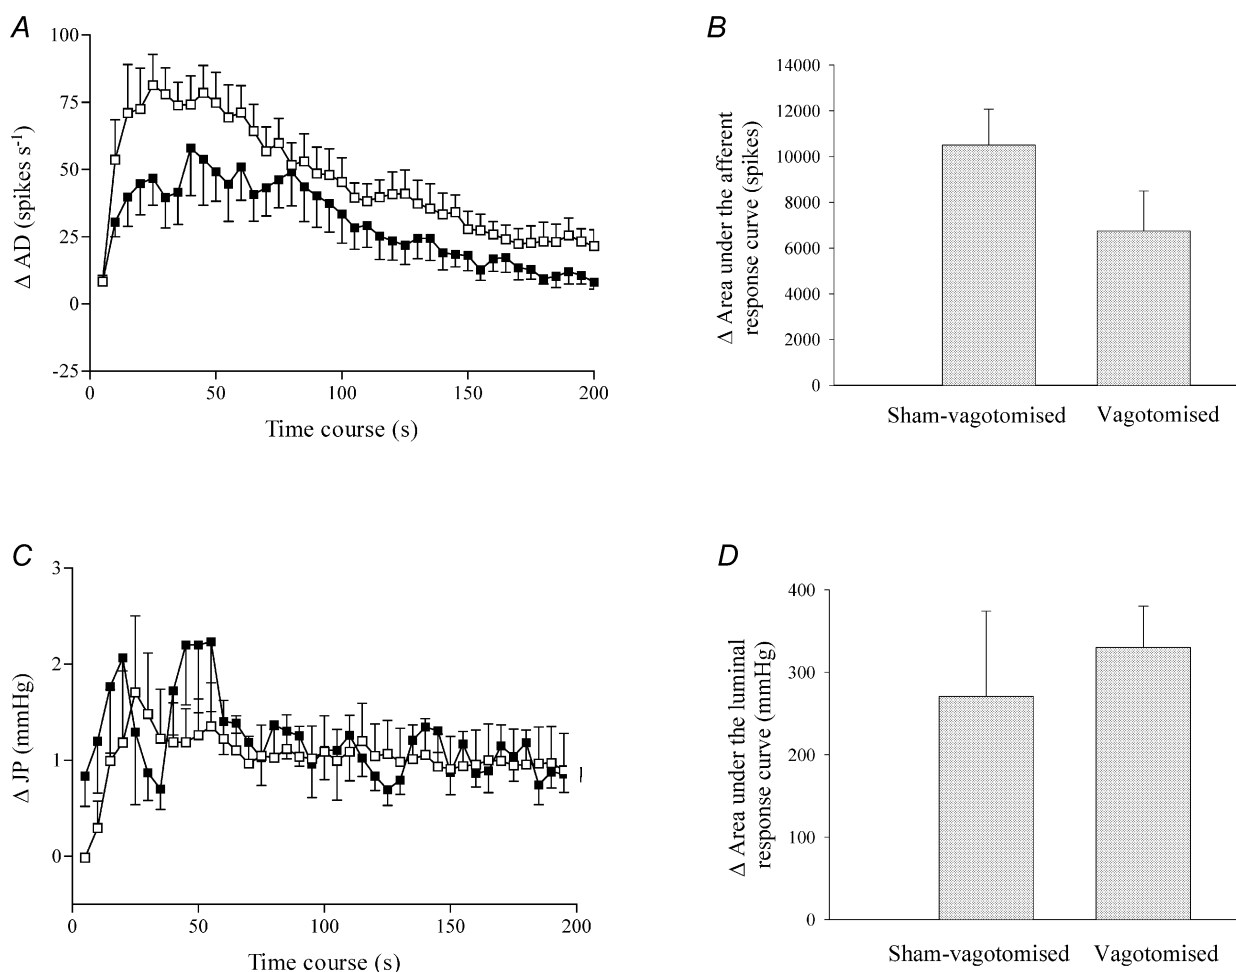 A
100
75
50
25
0
-25
Δ AD (spikes s-1)
0
50
100
150
200
Time course (s)
B
14000
12000
10000
8000
6000
4000
2000
0
Δ Area under the afferent
response curve (spikes)
Sham-vagotomised
Vagotomised
C
3
2
1
0
Δ JP (mmHg)
0
50
100
150
200
Time course (s)
D
400
300
200
100
0
Δ Area under the luminal
response curve (mmHg)
Sham-vagotomised
Vagotomised